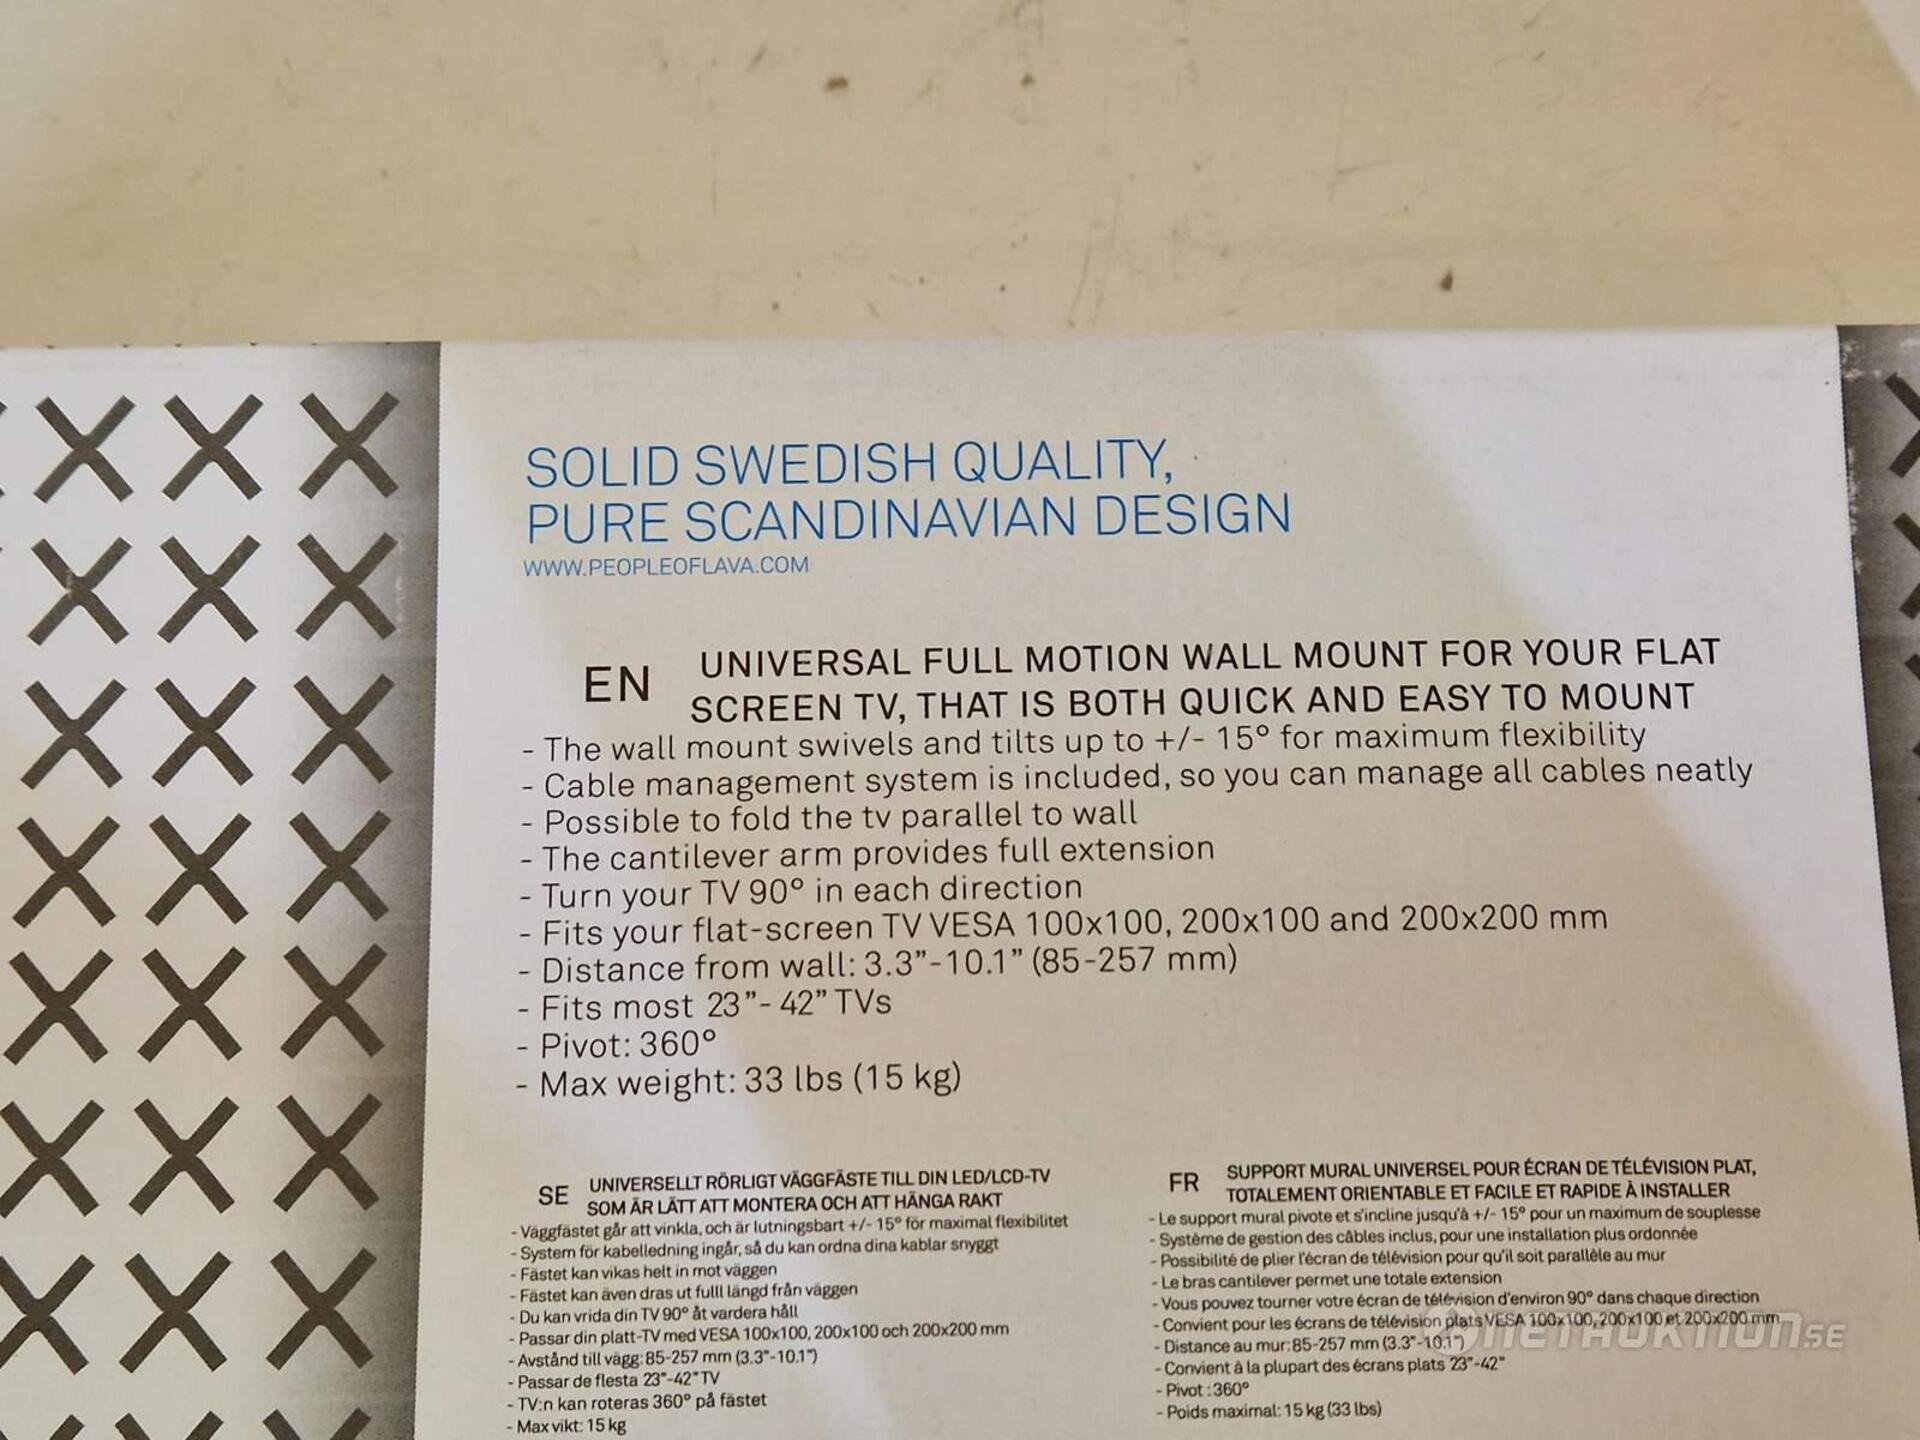 SOLID SWEDISH QUALITY,
PURE SCANDINAVIAN DESIGN
WWW.PEOPLEOFLAVA.COM
EN UNIVERSAL FULL MOTION WALL MOUNT FOR YOUR FLAT
SCREEN TV, THAT IS BOTH QUICK AND EASY TO MOUNT
- The wall mount swivels and tilts up to +/- 15° for maximum flexibility
- Cable management system is included, so you can manage all cables neatly
- Possible to fold the tv parallel to wall
- The cantilever arm provides full extension
- Turn your TV 90° in each direction
- Fits your flat-screen TV VESA 100x100, 200x100 and 200x200 mm
- Distance from wall: 3.3”-10.1” (85-257 mm)
- Fits most 23”- 42” TVs
- Pivot: 360°
- Max weight: 33 lbs (15 kg)
SE UNIVERSELLT RÖRLIGT VÄGGFÄSTE TILL DIN LED/LCD-TV
SOM ÄR LÄTT ATT MONTERA OCH ATT HÄNGA RAKT
- Väggfästet går att vinkla, och är lutningsbart +/- 15° för maximal flexibilitet
- System för kabelledning ingår, så du kan ordna dina kablar snyggt
- Fästet kan vikas helt in mot väggen
- Fästet kan även dras ut fulll längd från väggen
- Du kan vrida din TV 90° åt vardera håll
- Passar din platt-TV med VESA 100x100, 200x100 och 200x200 mm
- Avstånd till vägg: 85-257 mm (3.3”-10.1”)
- Passar de flesta 23”-42” TV
- TV:n kan roteras 360° på fästet
- Max vikt: 15 kg
FR SUPPORT MURAL UNIVERSEL POUR ÉCRAN DE TÉLÉVISION PLAT,
TOTALEMENT ORIENTABLE ET FACILE ET RAPIDE À INSTALLER
- Le support mural pivote et s'incline jusqu'à +/- 15° pour un maximum de souplesse
- Système de gestion des câbles inclus, pour une installation plus ordonnée
- Possibilité de plier l'écran de télévision pour qu'il soit parallèle au mur
- Le bras cantilever permet une totale extension
- Vous pouvez tourner votre écran de télévision d'environ 90° dans chaque direction
- Convient pour les écrans de télévision plats VESA 100x100, 200x100 et 200x200 mm
- Distance au mur: 85-257 mm (3.3”-10.1”)
- Convient à la plupart des écrans plats 23”-42”
- Pivot : 360°
- Poids maximal: 15 kg (33 lbs)
NETAUKTION.SE